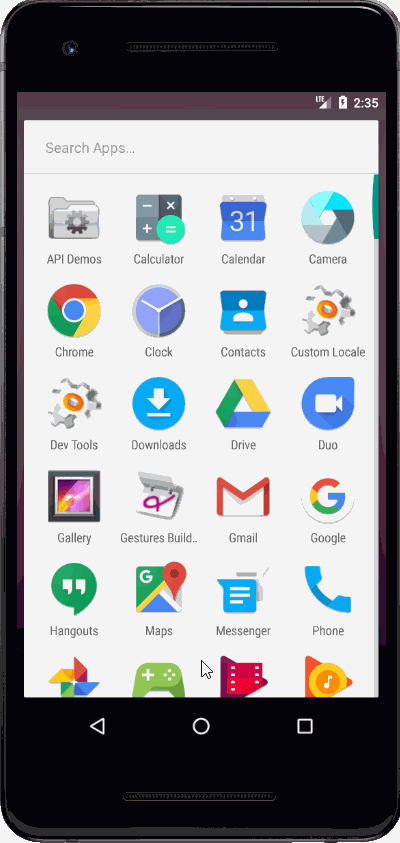 LTE 2:35
Search Apps...
31
API Demos Calculator Calendar Camera
Chrome Clock Contacts Custom Locale
Dev Tools Downloads Drive Duo
G
Gallery Gestures Build.. Gmail Google
G
Hangouts Maps Messenger Phone